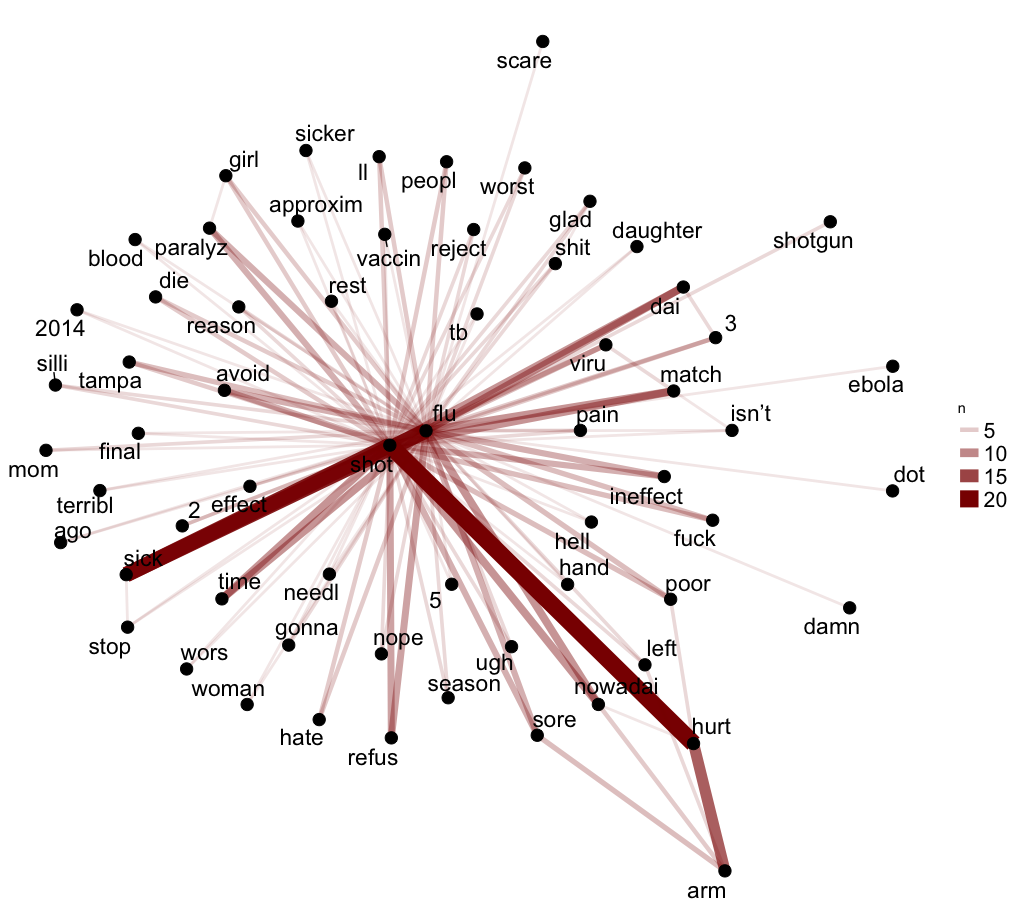 scare
sicker
girl
ll
peopl
worst
approxim
glad
daughter
shotgun
paralyz
blood
vaccin
reject
shit
die
rest
dai
2014
reason
tb
3
silli
tampa
avoid
viru
match
ebola
flu
pain
isn’t
n
5
10
15
20
mom
final
shot
terribl
2
effect
ineffect
dot
ago
hell
fuck
sick
time
needl
5
hand
poor
stop
gonna
nope
left
damn
wors
ugh
woman
season
nowadai
hate
refus
sore
hurt
arm